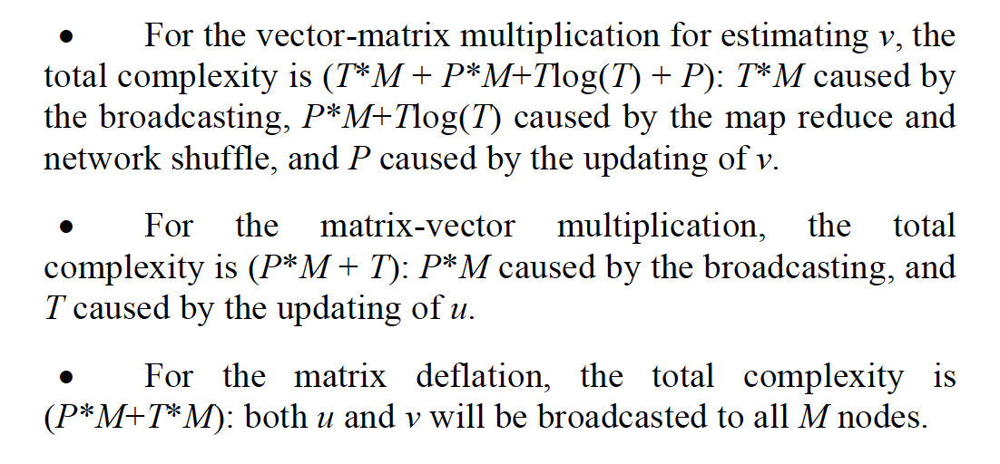 • For the vector-matrix multiplication for estimating v, the
total complexity is (T*M + P*M+Tlog(T) + P): T*M caused by
the broadcasting, P*M+Tlog(T) caused by the map reduce and
network shuffle, and P caused by the updating of v.
• For the matrix-vector multiplication, the total
complexity is (P*M + T): P*M caused by the broadcasting, and
T caused by the updating of u.
• For the matrix deflation, the total complexity is
(P*M+T*M): both u and v will be broadcasted to all M nodes.